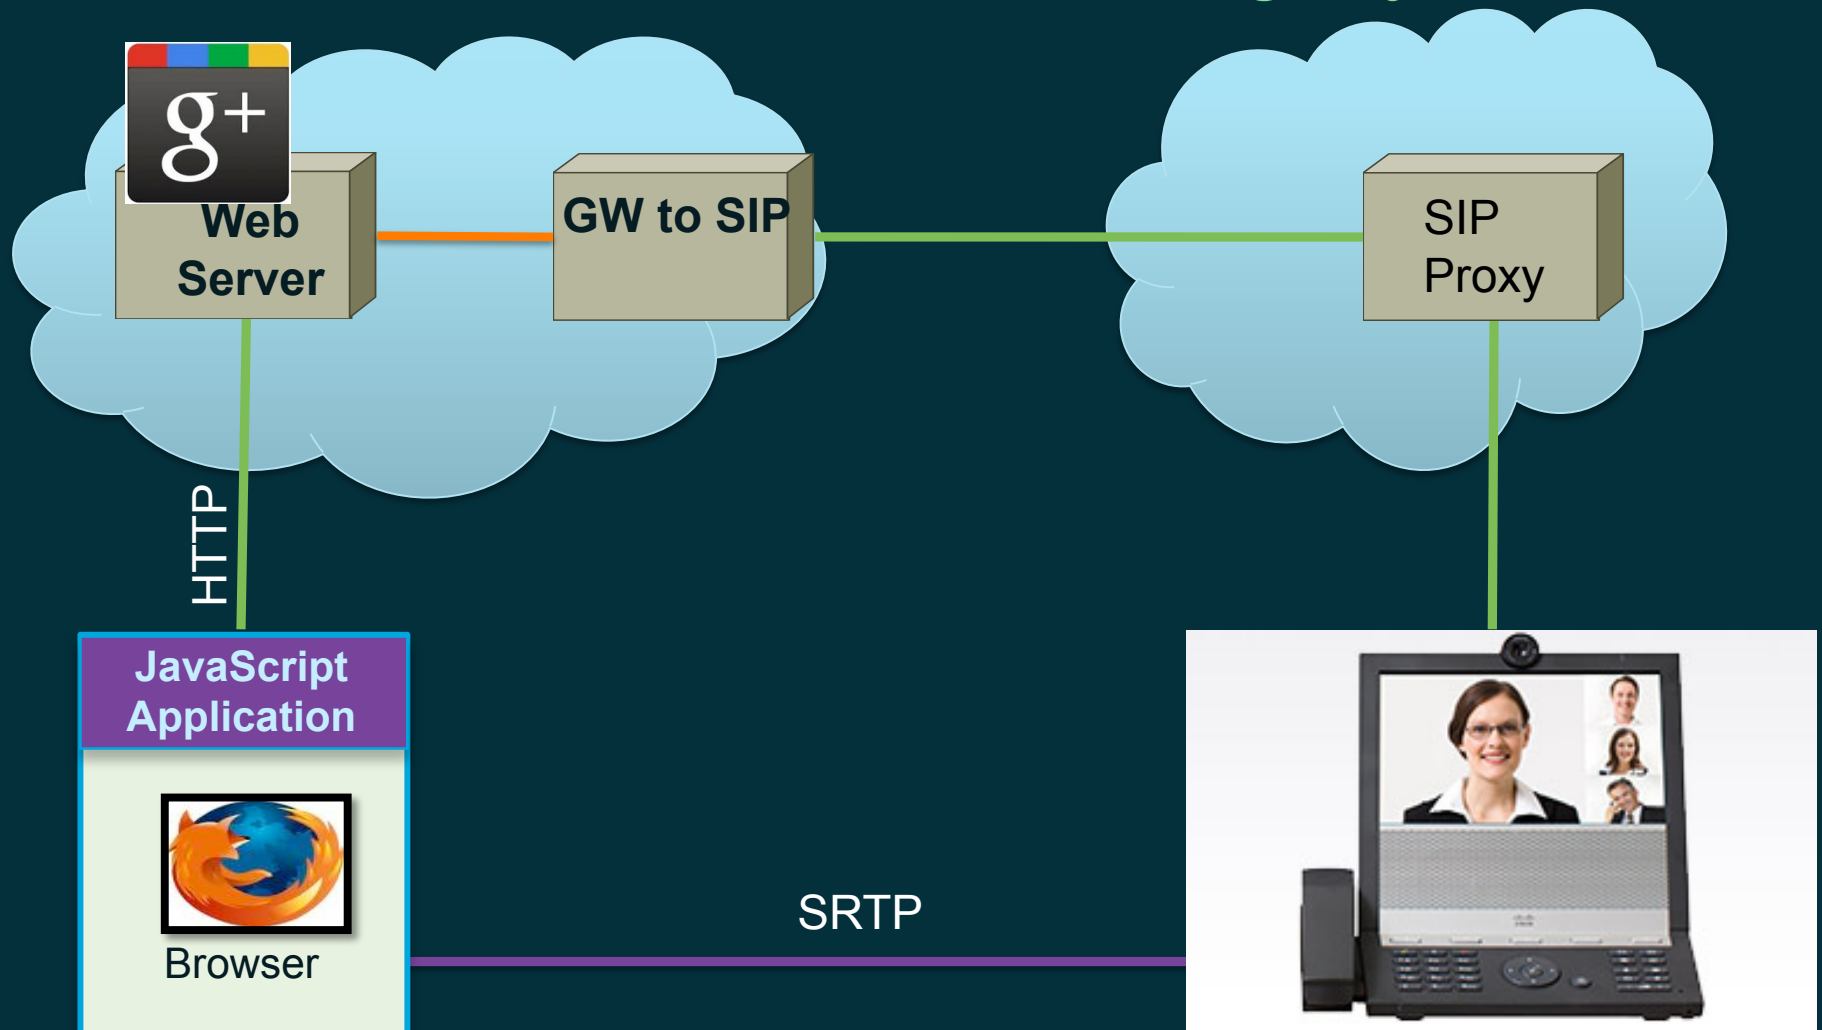 g+
Web
Server
GW to SIP
SIP
Proxy
HTTP
JavaScript
Application
Browser
SRTP